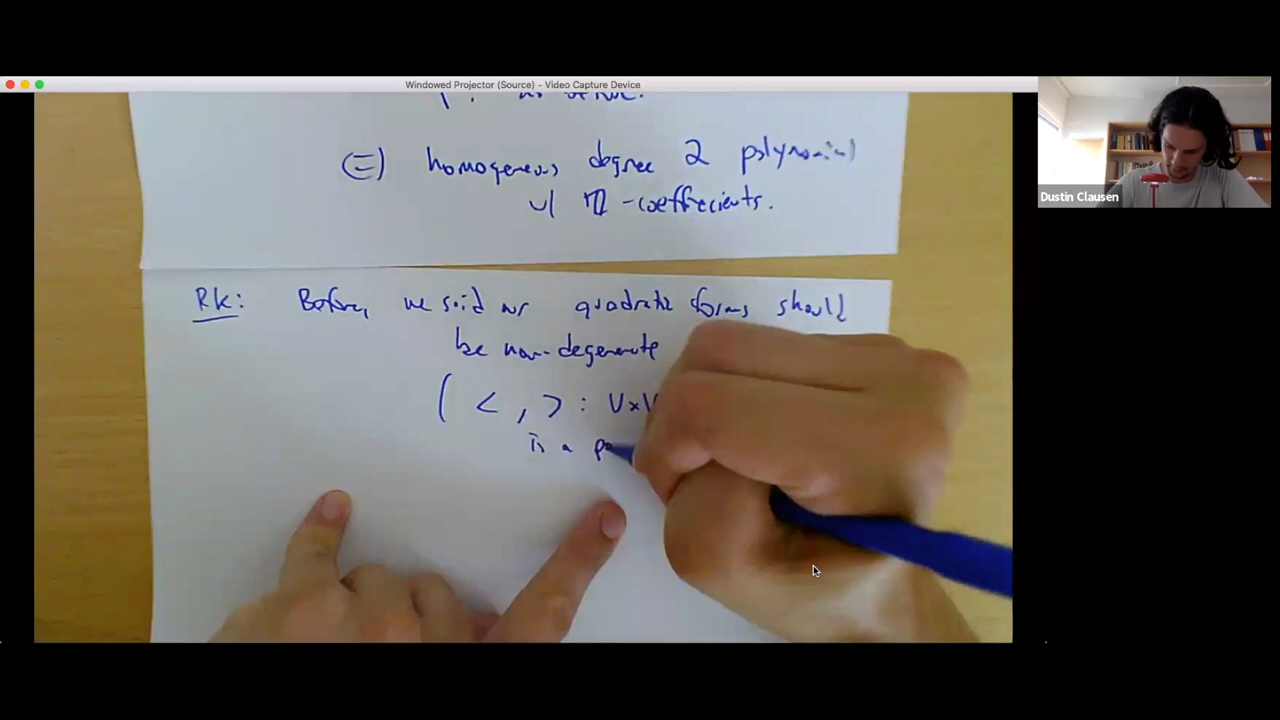 Windowed Projector (Source) - Video Capture Device
Dustin Clausen
(=) homogeneous degree 2 polynomial
w/ ℤ-coefficients.
Rk: Before, we said our quadratic forms should
be non-degenerate
( < , > : V×V
is a